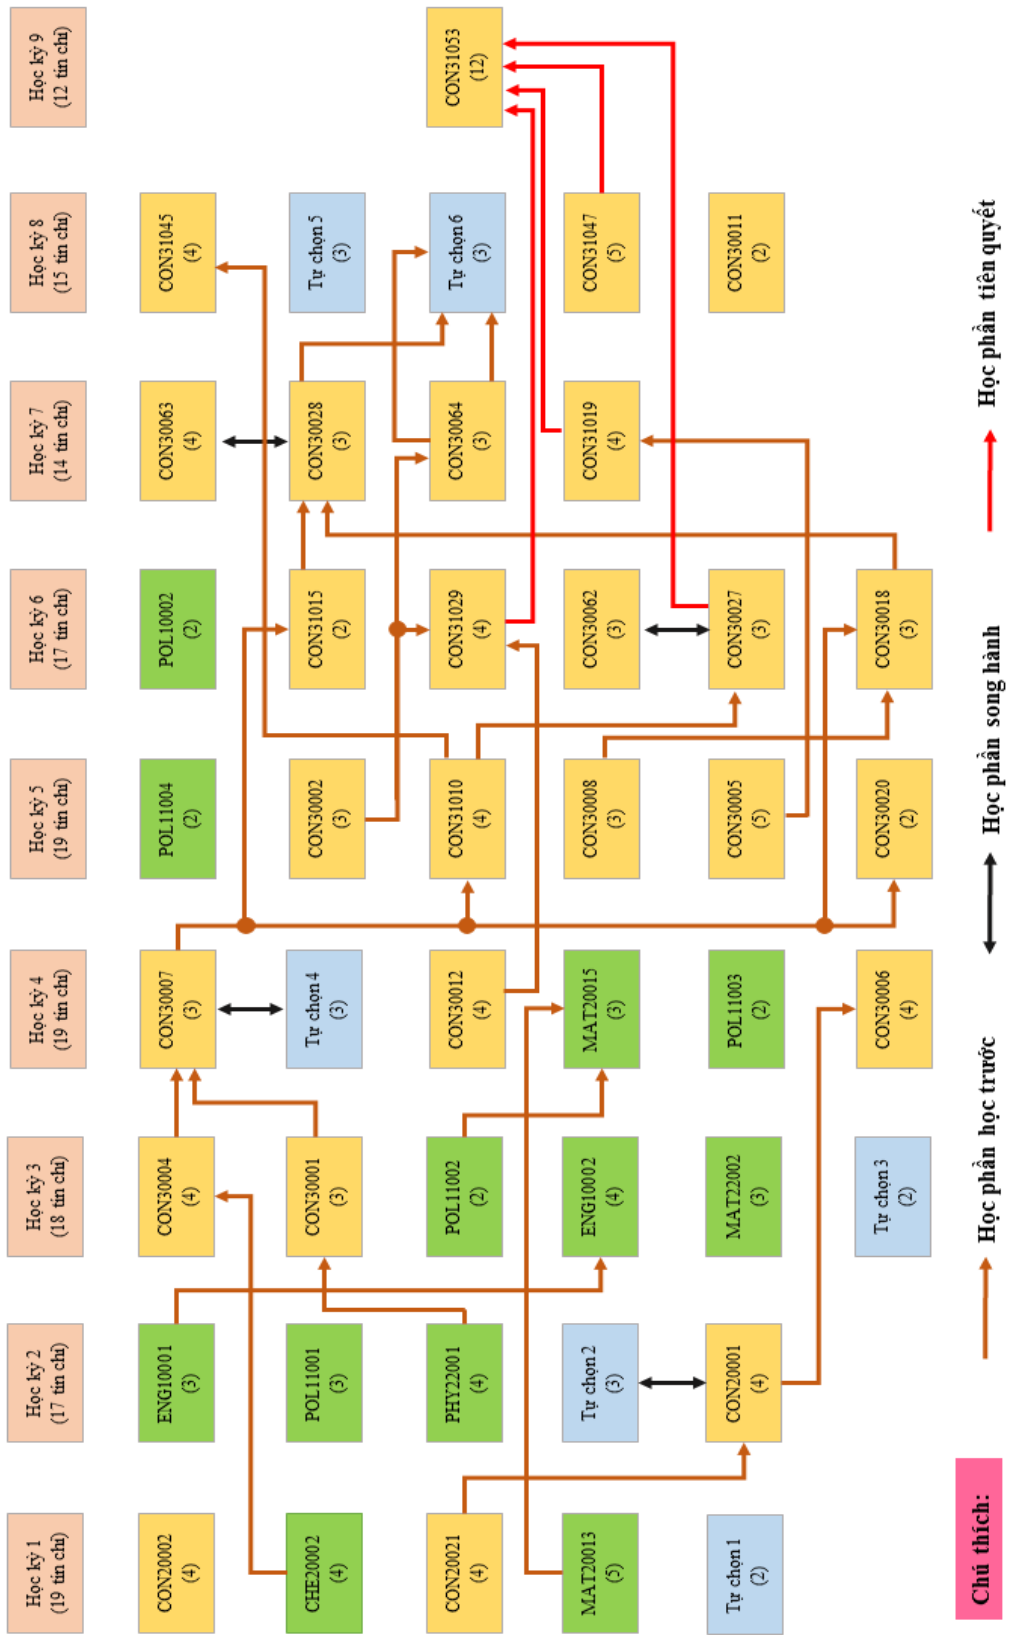 Học kỳ 1
(19 tín chỉ)
CON20002
(4)
CHE20002
(4)
CON20021
(4)
MAT20013
(5)
Tự chọn 1
(2)
Học kỳ 2
(17 tín chỉ)
ENG10001
(3)
POL11001
(3)
PHY22001
(4)
Tự chọn 2
(3)
CON20001
(4)
Học kỳ 3
(18 tín chỉ)
CON30004
(4)
CON30001
(3)
POL11002
(2)
ENG10002
(4)
MAT22002
(3)
Tự chọn 3
(2)
Học kỳ 4
(19 tín chỉ)
CON30007
(3)
Tự chọn 4
(3)
CON30012
(4)
MAT20015
(3)
POL11003
(2)
CON30006
(4)
Học kỳ 5
(19 tín chỉ)
POL11004
(2)
CON30002
(3)
CON31010
(4)
CON30008
(3)
CON30005
(5)
CON30020
(2)
Học kỳ 6
(17 tín chỉ)
POL10002
(2)
CON31015
(2)
CON31029
(4)
CON30062
(3)
CON30027
(3)
CON30018
(3)
Học kỳ 7
(14 tín chỉ)
CON30063
(4)
CON30028
(3)
CON30064
(3)
CON31019
(4)
Học kỳ 8
(15 tín chỉ)
CON31045
(4)
Tự chọn 5
(3)
Tự chọn 6
(3)
CON31047
(5)
CON30011
(2)
Học kỳ 9
(12 tín chỉ)
CON31053
(12)
Chú thích:
Học phần học trước
Học phần song hành
Học phần tiên quyết